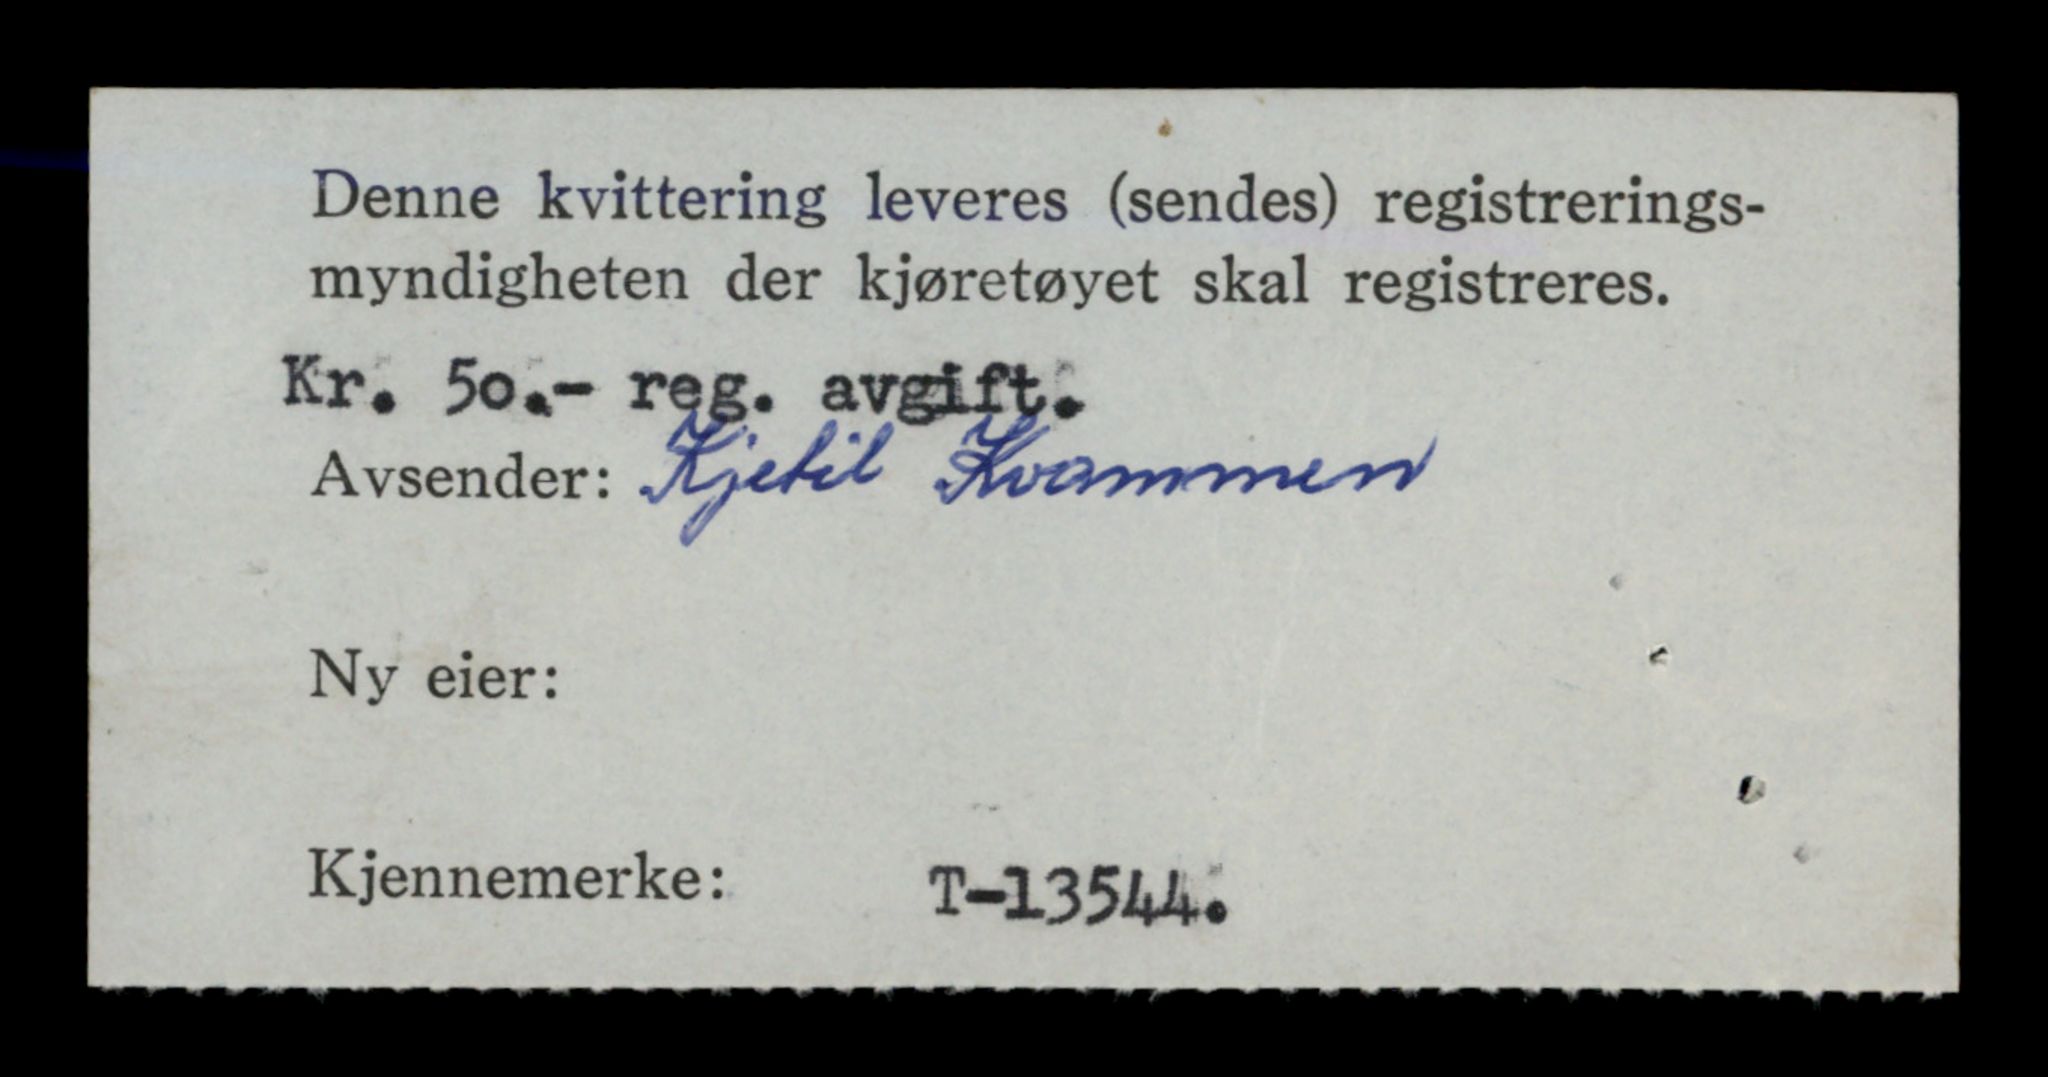 Denne kvittering leveres (sendes) registrerings-
myndigheten der kjøretøyet skal registreres.
Kr. 50.- reg. avgift.
Avsender: Kjetil Kvammen
Ny eier:
Kjennemerke: T-13544.